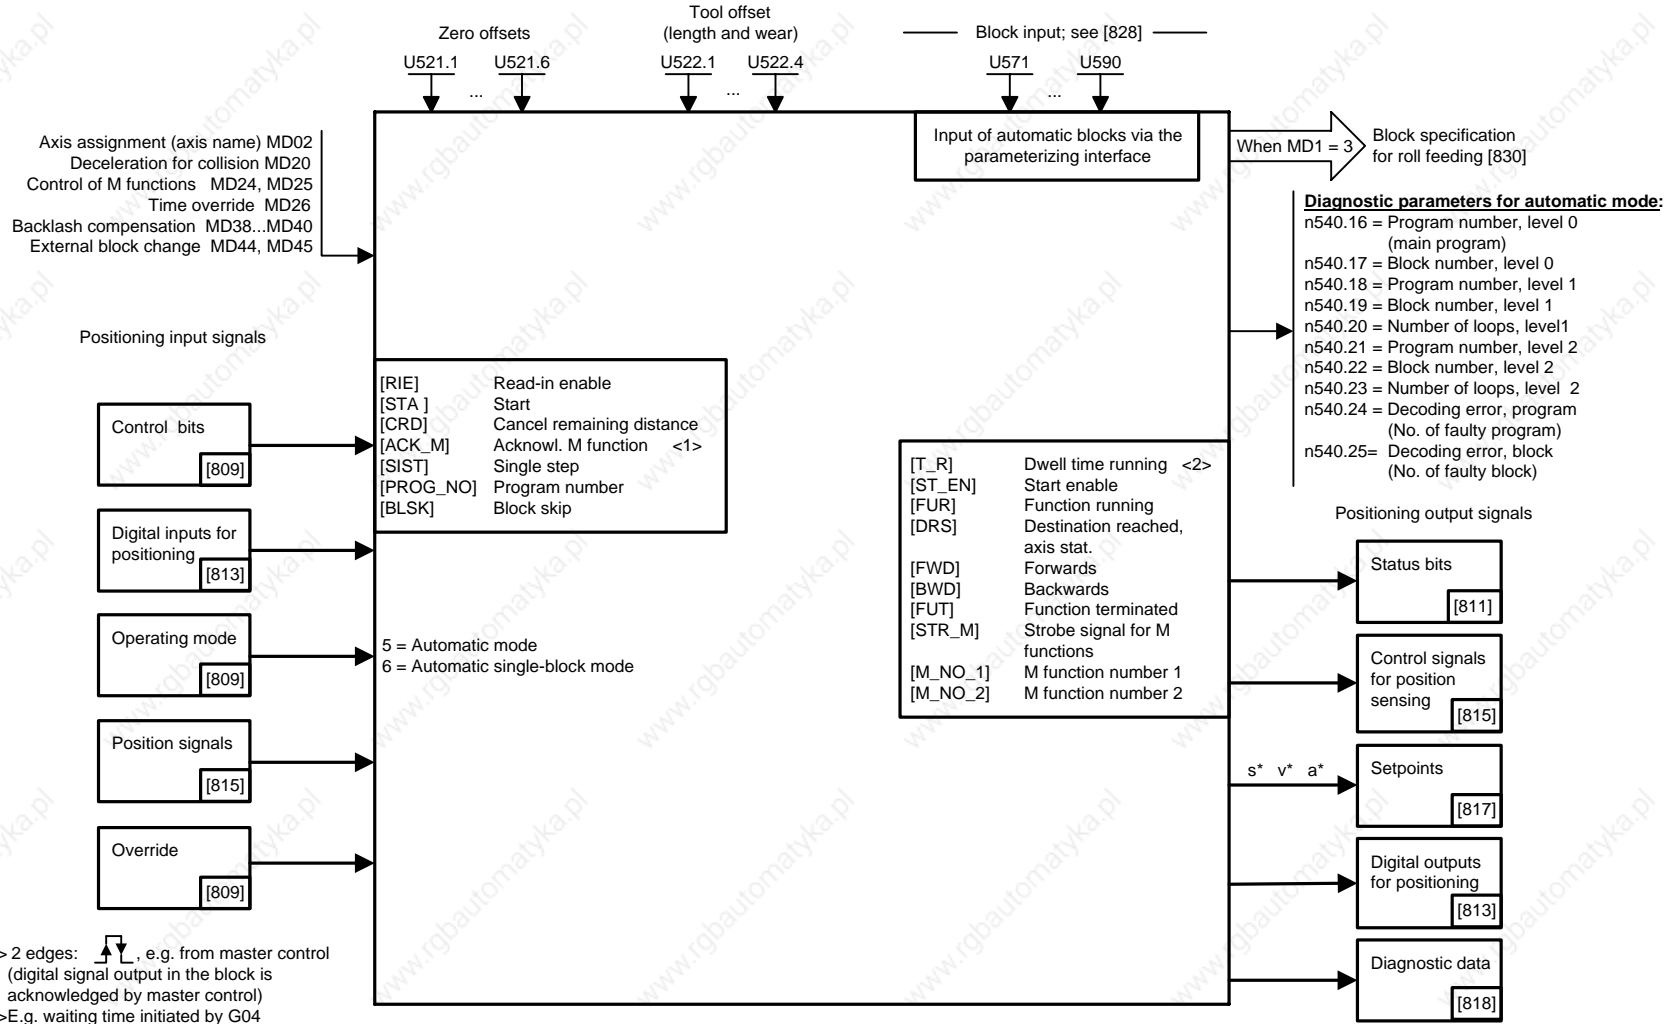 Zero offsets
Tool offset
(length and wear)
Block input; see [828]
U521.1 ... U521.6
U522.1 ... U522.4
U571 ... U590
Axis assignment (axis name) MD02
Deceleration for collision MD20
Control of M functions MD24, MD25
Time override MD26
Backlash compensation MD38...MD40
External block change MD44, MD45
Input of automatic blocks via the
parameterizing interface
When MD1 = 3
Block specification
for roll feeding [830]
Diagnostic parameters for automatic mode:
n540.16 = Program number, level 0
(main program)
n540.17 = Block number, level 0
n540.18 = Program number, level 1
n540.19 = Block number, level 1
n540.20 = Number of loops, level1
n540.21 = Program number, level 2
n540.22 = Block number, level 2
n540.23 = Number of loops, level 2
n540.24 = Decoding error, program
(No. of faulty program)
n540.25= Decoding error, block
(No. of faulty block)
Positioning input signals
Control bits
[809]
Digital inputs for
positioning
[813]
Operating mode
[809]
Position signals
[815]
Override
[809]
[RIE] Read-in enable
[STA ] Start
[CRD] Cancel remaining distance
[ACK_M] Acknowl. M function <1>
[SIST] Single step
[PROG_NO] Program number
[BLSK] Block skip
5 = Automatic mode
6 = Automatic single-block mode
[T_R] Dwell time running <2>
[ST_EN] Start enable
[FUR] Function running
[DRS] Destination reached,
axis stat.
[FWD] Forwards
[BWD] Backwards
[FUT] Function terminated
[STR_M] Strobe signal for M
functions
[M_NO_1] M function number 1
[M_NO_2] M function number 2
Positioning output signals
Status bits
[811]
Control signals
for position
sensing
[815]
s* v* a*
Setpoints
[817]
Digital outputs
for positioning
[813]
Diagnostic data
[818]
> 2 edges: , e.g. from master control
(digital signal output in the block is
acknowledged by master control)
>E.g. waiting time initiated by G04
www.rgbautomatyka.pl